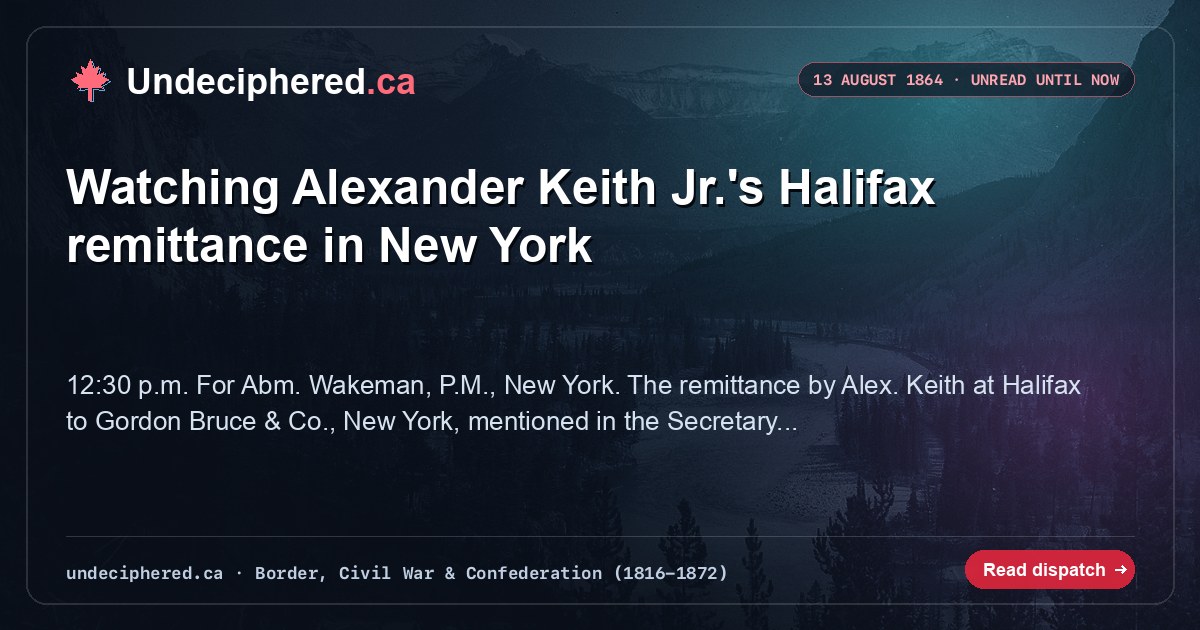 Undeciphered.ca
13 AUGUST 1864 · UNREAD UNTIL NOW
Watching Alexander Keith Jr.'s Halifax
remittance in New York
12:30 p.m. For Abm. Wakeman, P.M., New York. The remittance by Alex. Keith at Halifax
to Gordon Bruce & Co., New York, mentioned in the Secretary...
undeciphered.ca · Border, Civil War & Confederation (1816–1872)
Read dispatch →